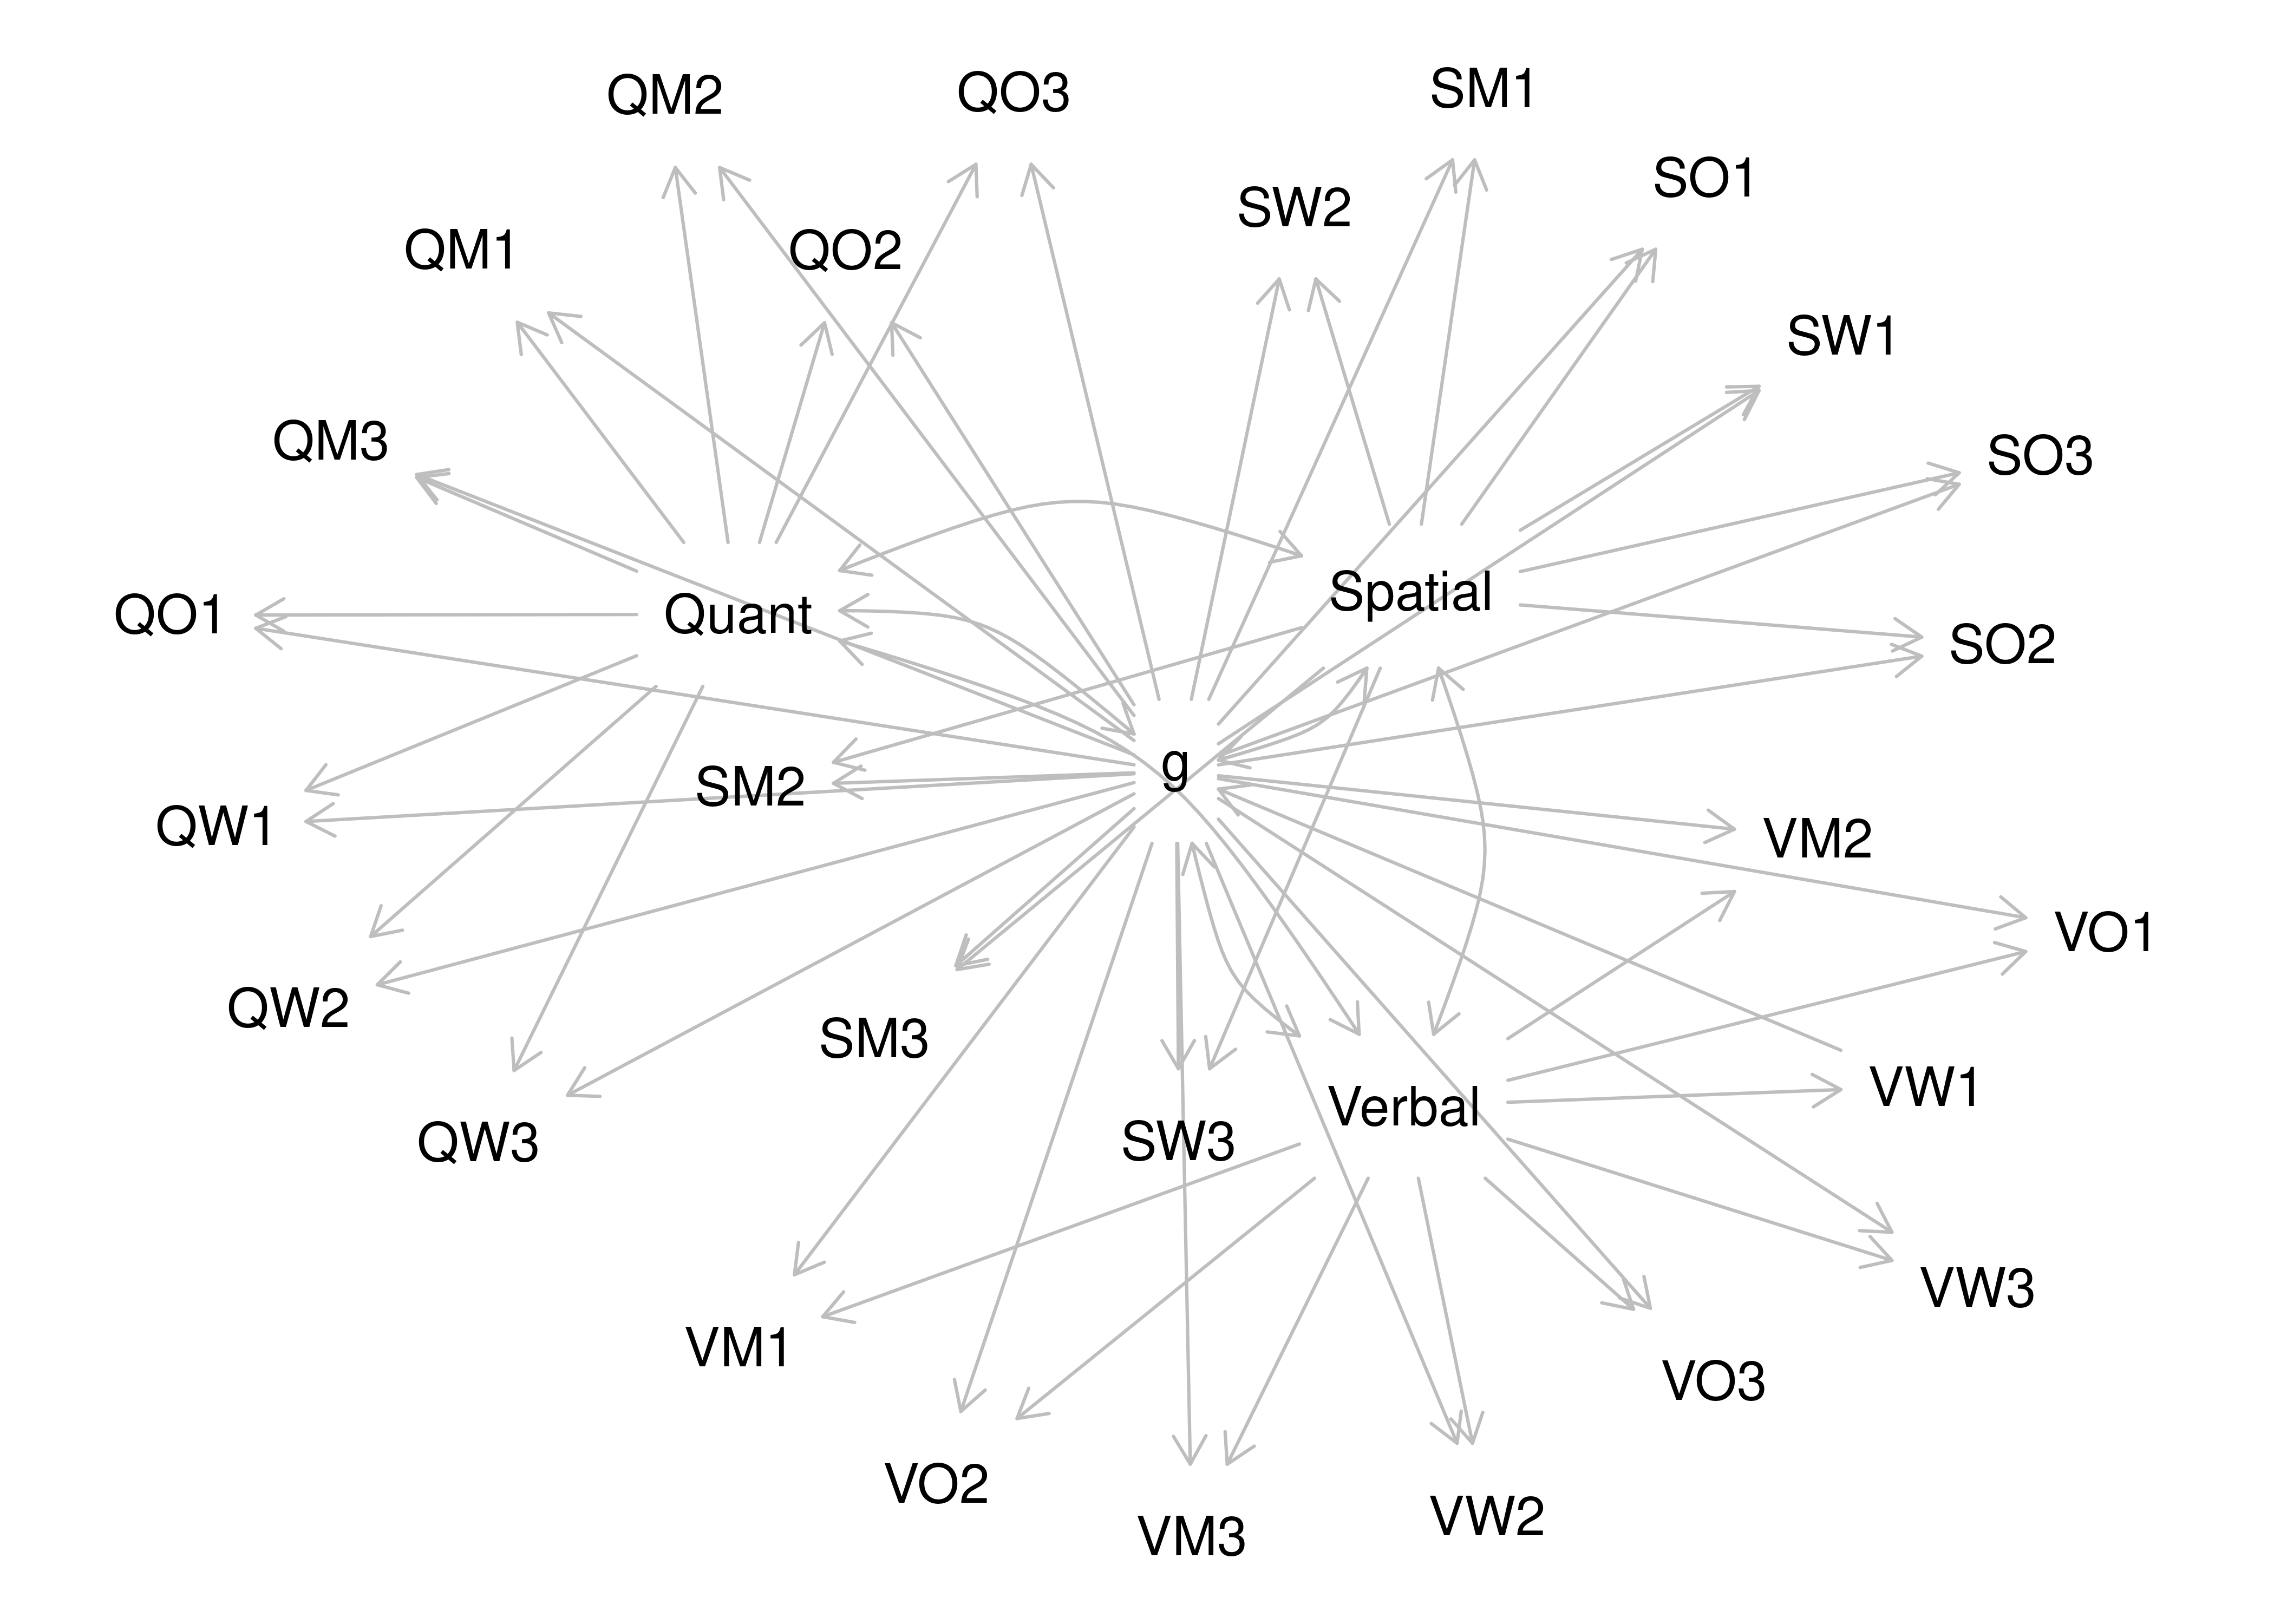 SM1
QM2
QO3
SO1
SW2
QM1
QO2
SW1
QM3
SO3
Spatial
QO1
Quant
SO2
g
SM2
QW1
VM2
VO1
QW2
SM3
VW1
Verbal
QW3
SW3
VW3
VM1
VO3
VO2
VW2
VM3